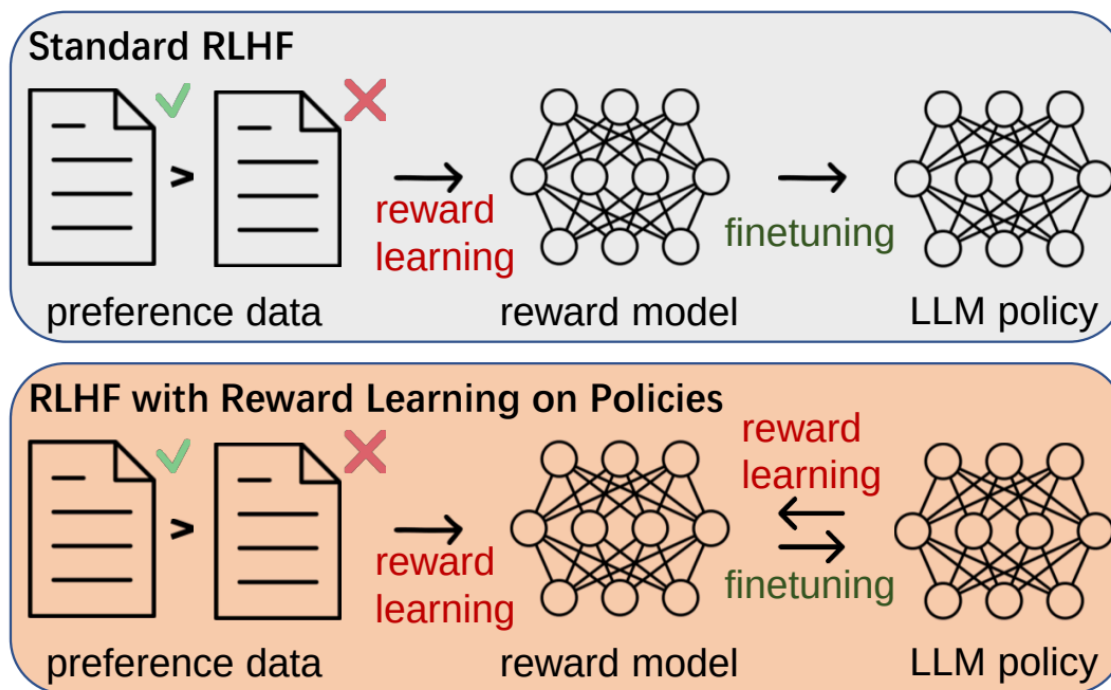 Standard RLHF
>
reward
learning
finetuning
preference data
reward model
LLM policy
RLHF with Reward Learning on Policies
reward
learning
>
reward
learning
finetuning
preference data
reward model
LLM policy